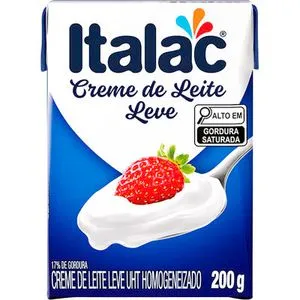 Italac
Creme de Leite
Leve
ALTO EM
GORDURA
SATURADA
17% DE GORDURA
CREME DE LEITE LEVE UHT HOMOGENEIZADO
200 g